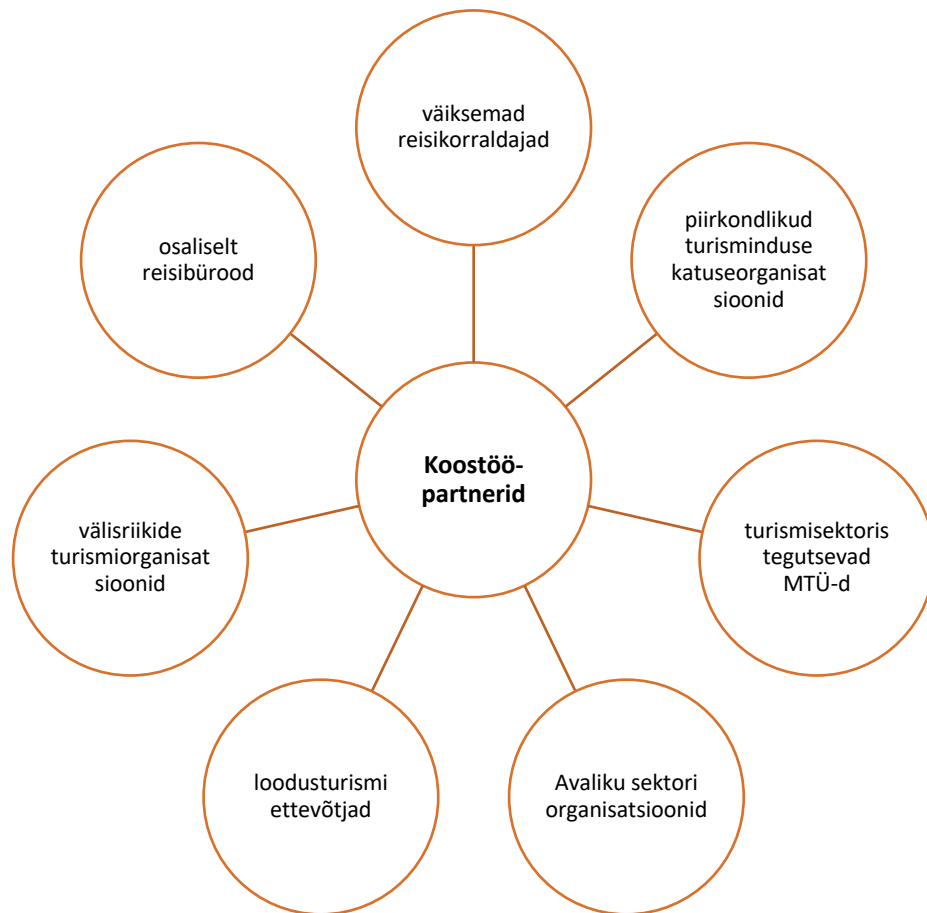 väiksemad
reisikorraldajad
osaliselt
reisibürood
piirkondlikud
turisminduse
katuseorganisat
sioonid
Koostöö-
partnerid
välisriikide
turismiorganisat
sioonid
turismisektoris
tegutsevad
MTÜ-d
loodusturismi
ettevõtjad
Avaliku sektori
organisatsioonid